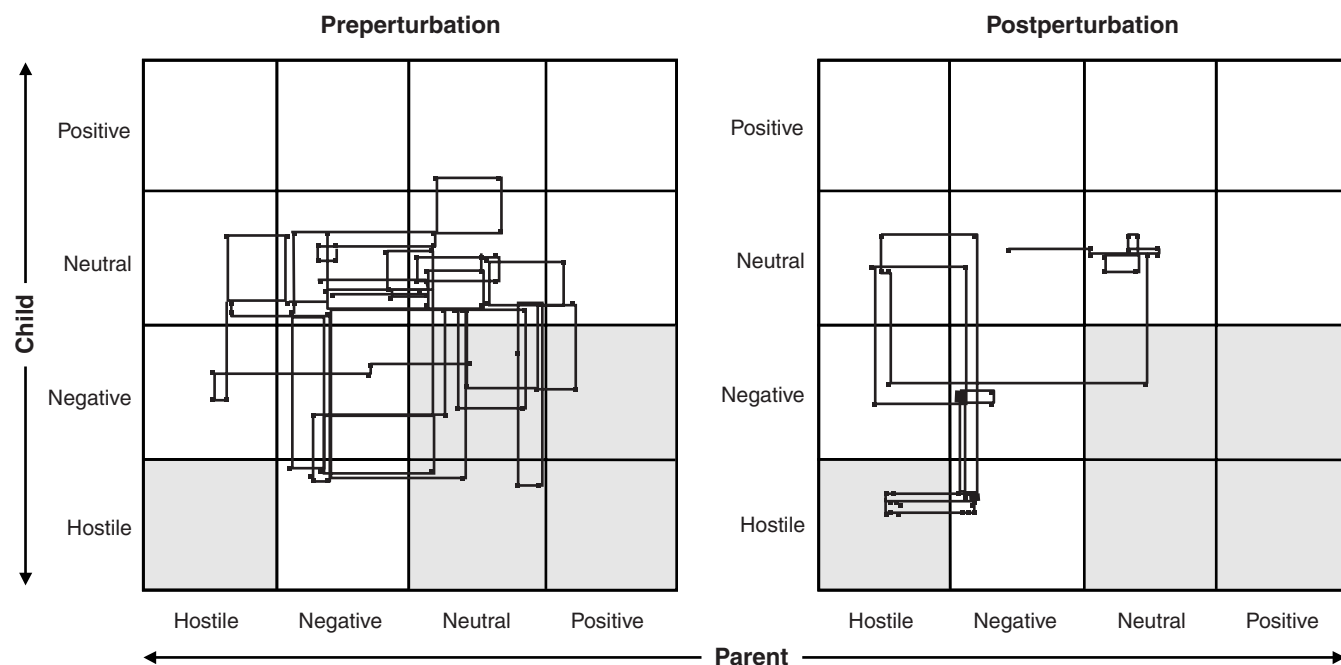 Preperturbation
Postperturbation
Child
Positive
Neutral
Negative
Hostile
Hostile Negative Neutral Positive
Positive
Neutral
Negative
Hostile
Hostile Negative Neutral Positive
Parent